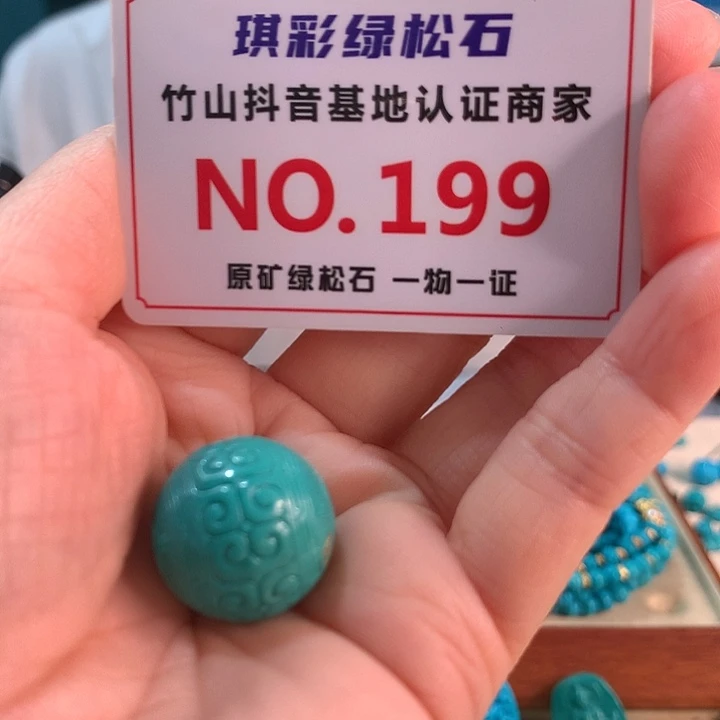 琪彩绿松石
竹山抖音基地认证商家
NO.199
原矿绿松石 一物一证